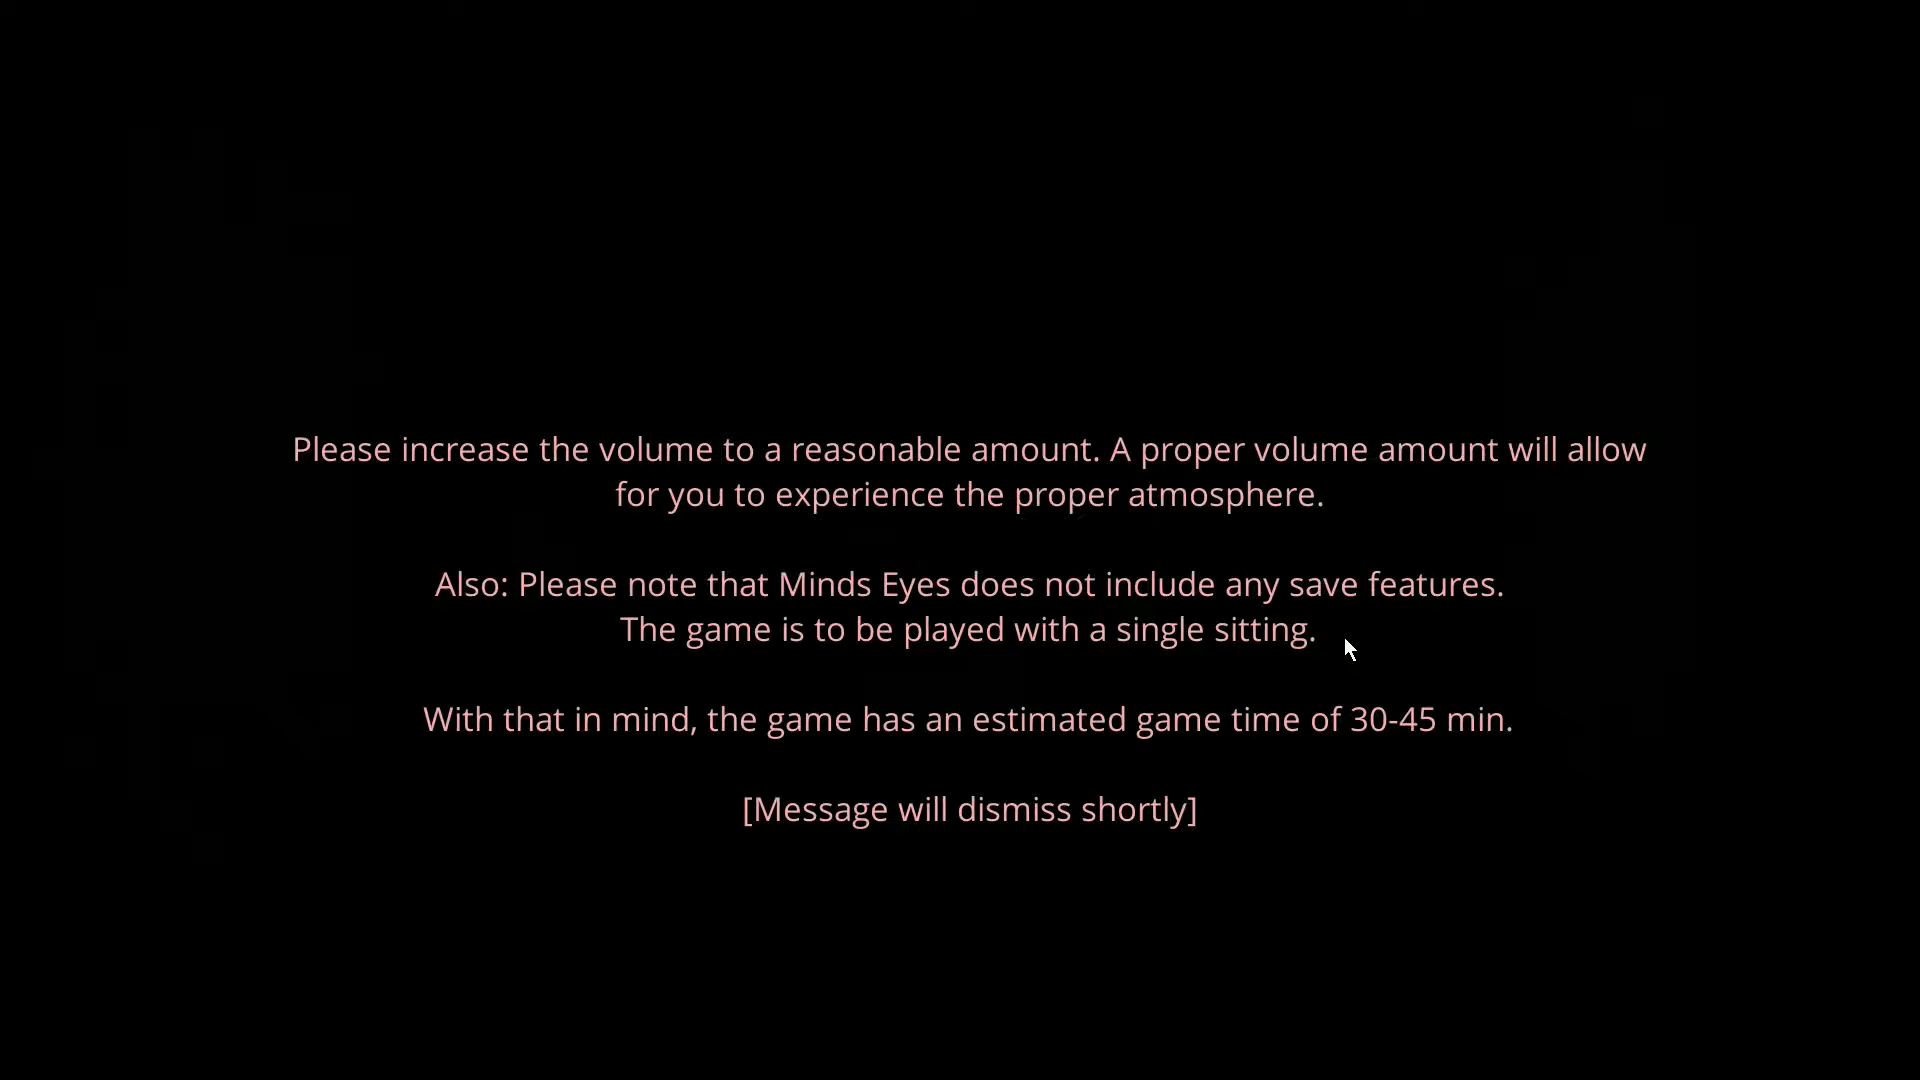 Please increase the volume to a reasonable amount. A proper volume amount will allow
for you to experience the proper atmosphere.
Also: Please note that Minds Eyes does not include any save features.
The game is to be played with a single sitting.
With that in mind, the game has an estimated game time of 30-45 min.
[Message will dismiss shortly]